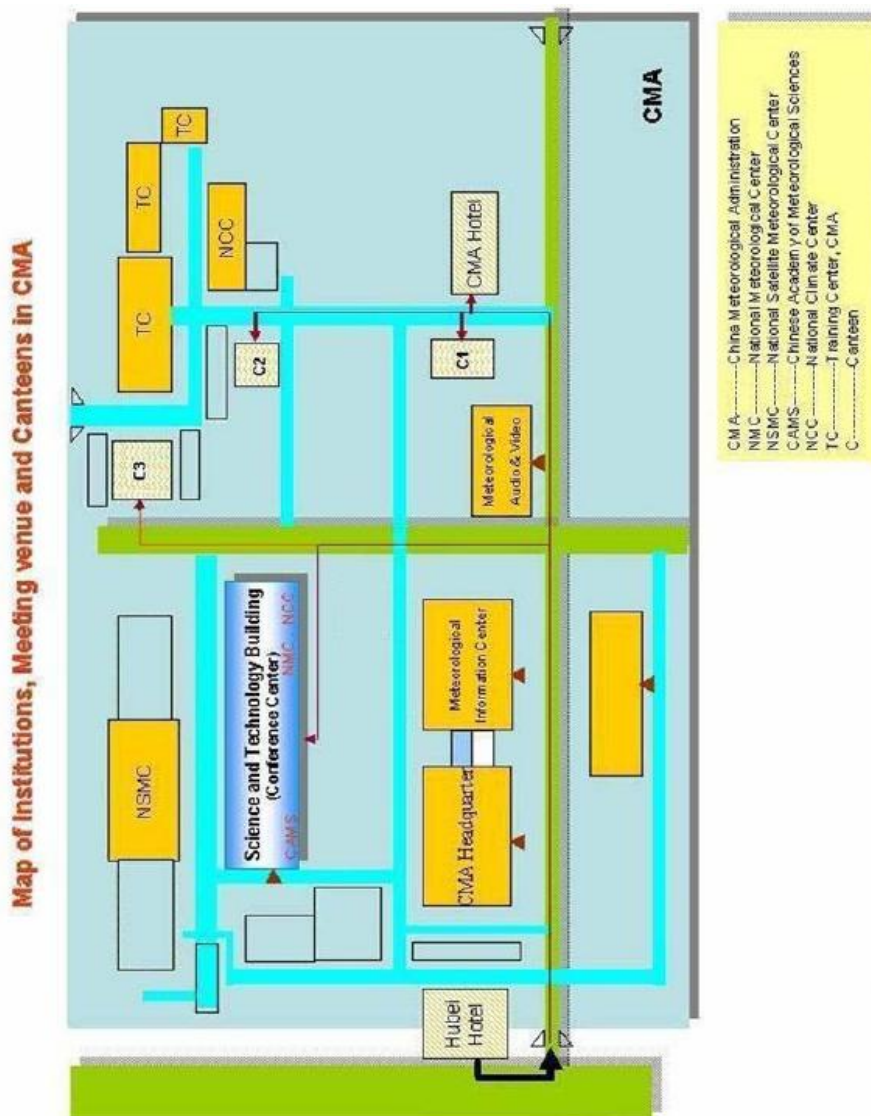 Map of Institutions, Meeting venue and Canteens in CMA
NSMC
C3
TC
TC
TC
Science and Technology Building
(Conference Center)
CAMS
NMC , NCC
C2
NCC
CMA Headquarter
Meteorological
Information Center
Meteorological
Audio & Video
C1
CMA Hotel
Hubei
Hotel
CMA
CMA--------China Meteorological Administration
NMC--------National Meteorological Center
NSMC------National Satellite Meteorological Center
CAMS------Chinese Academy of Meteorological Sciences
NCC--------National Climate Center
TC----------Training Center, CMA
C-----------Canteen